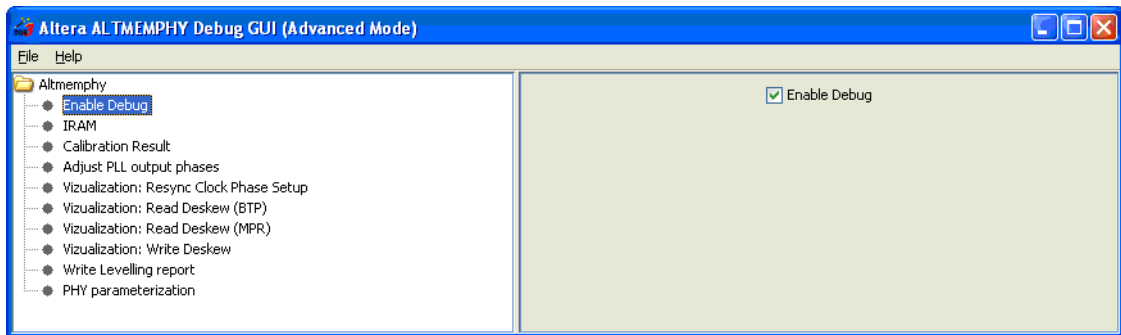 Altera ALTMEMPHY Debug GUI (Advanced Mode)
File Help
Altmemphy
Enable Debug
IRAM
Calibration Result
Adjust PLL output phases
Vizualization: Resync Clock Phase Setup
Vizualization: Read Deskew (BTP)
Vizualization: Read Deskew (MPR)
Vizualization: Write Deskew
Write Levelling report
PHY parameterization
Enable Debug